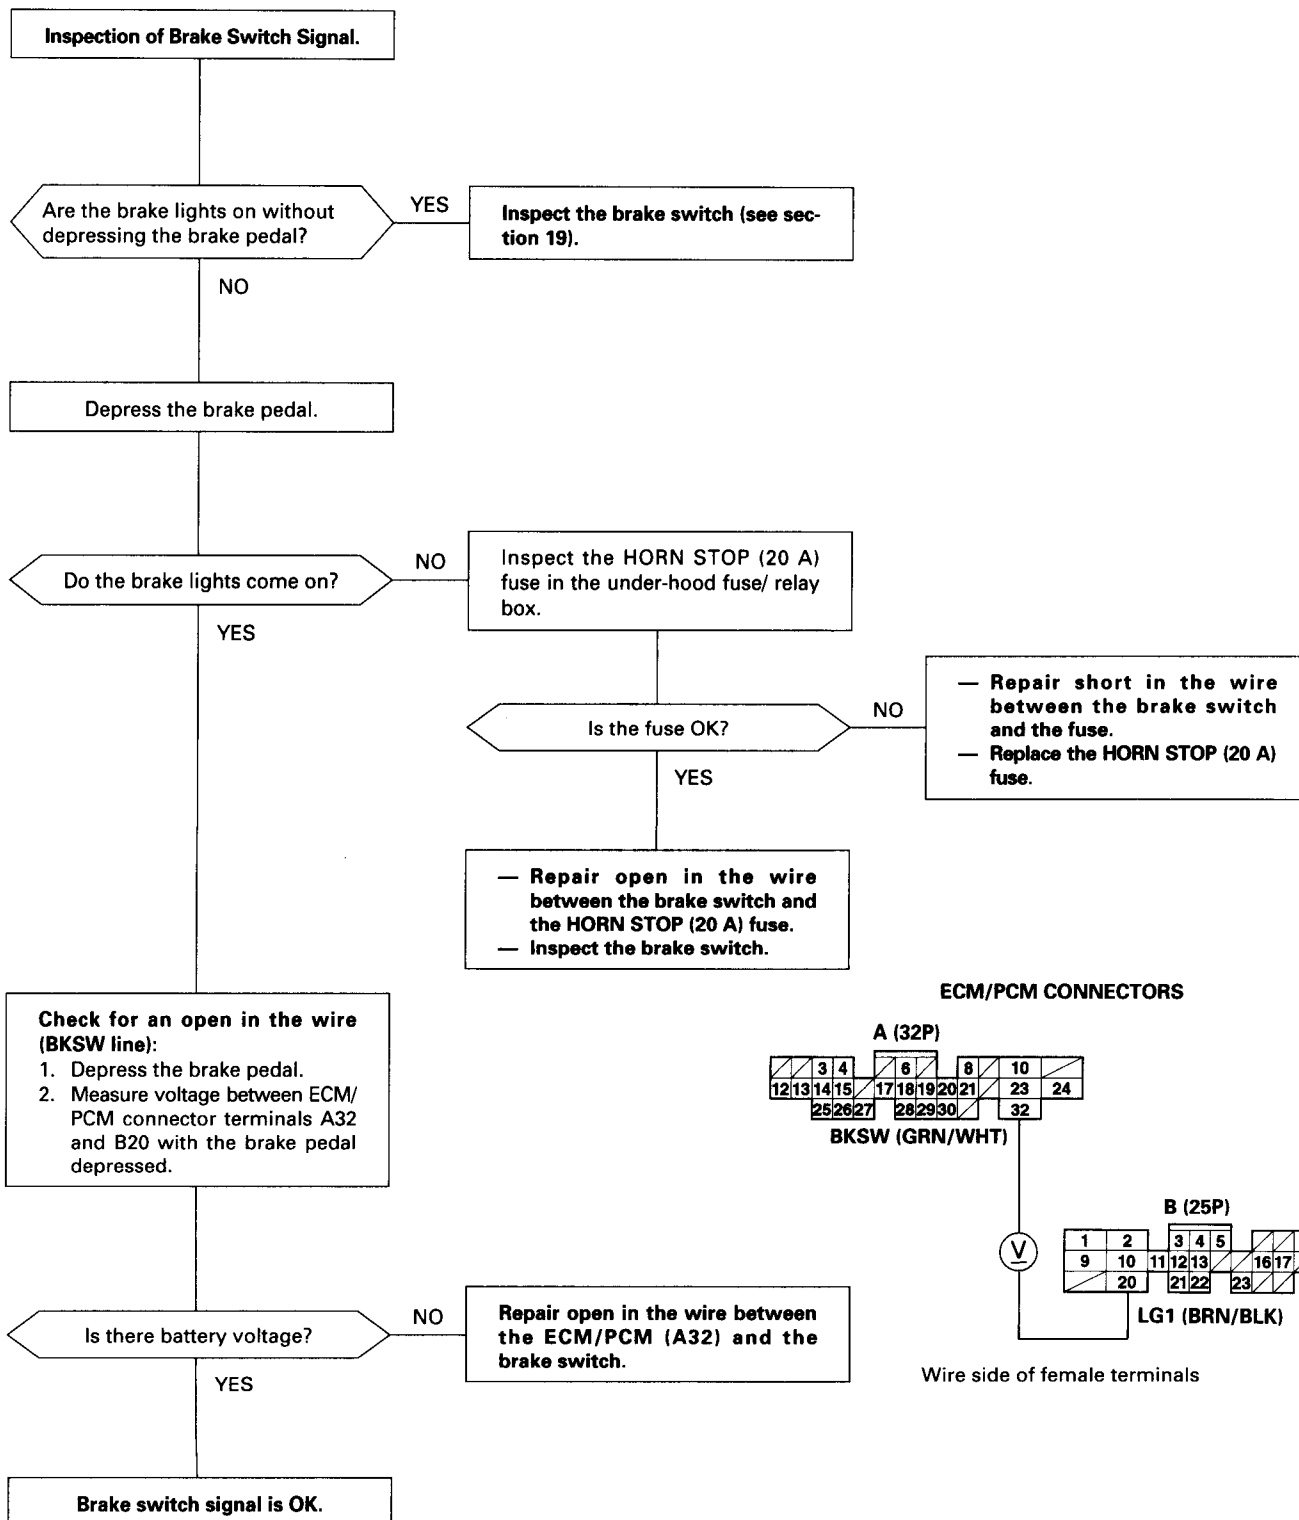 Inspection of Brake Switch Signal.
Are the brake lights on without
depressing the brake pedal?
YES
Inspect the brake switch (see sec-
tion 19).
NO
Depress the brake pedal.
Do the brake lights come on?
NO
Inspect the HORN STOP (20 A)
fuse in the under-hood fuse/ relay
box.
YES
Is the fuse OK?
NO
— Repair short in the wire
between the brake switch
and the fuse.
— Replace the HORN STOP (20 A)
fuse.
YES
— Repair open in the wire
between the brake switch and
the HORN STOP (20 A) fuse.
— Inspect the brake switch.
Check for an open in the wire
(BKSW line):
1. Depress the brake pedal.
2. Measure voltage between ECM/
PCM connector terminals A32
and B20 with the brake pedal
depressed.
ECM/PCM CONNECTORS
A (32P)
3 4 6 8 10
12 13 14 15 17 18 19 20 21 23 24
25 26 27 28 29 30 32
BKSW (GRN/WHT)
V
B (25P)
1 2 3 4 5
9 10 11 12 13 16 17
20 21 22 23
LG1 (BRN/BLK)
Wire side of female terminals
Is there battery voltage?
NO
Repair open in the wire between
the ECM/PCM (A32) and the
brake switch.
YES
Brake switch signal is OK.